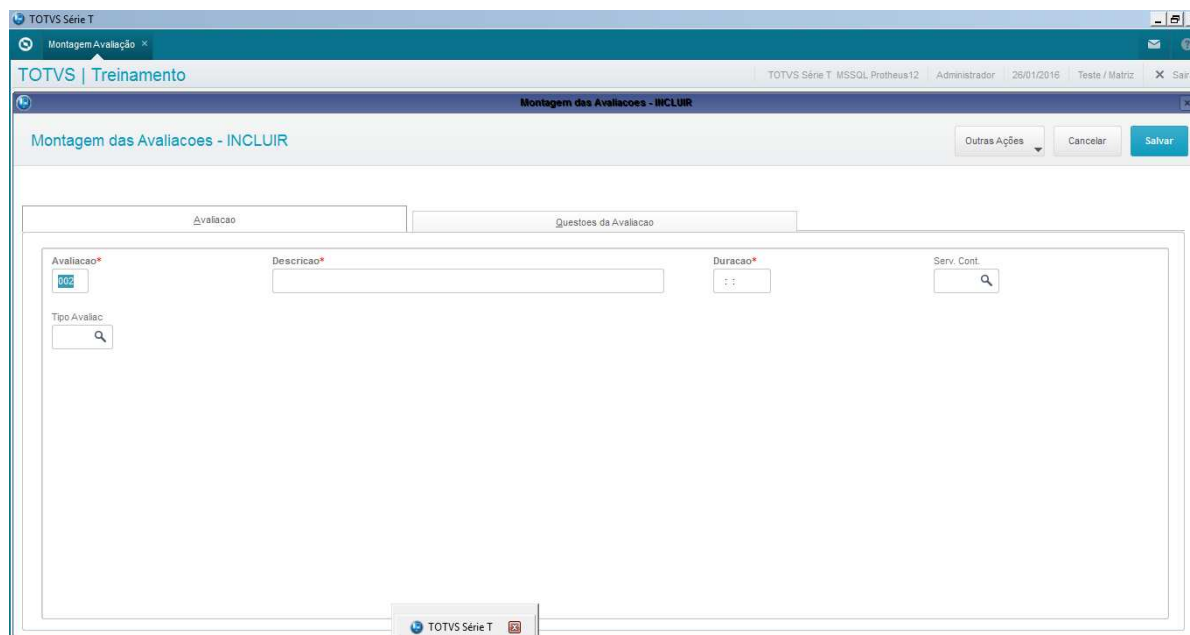 TOTVS Série T
Montagem Avaliação ×
TOTVS | Treinamento
TOTVS Série T MSSQL Protheus12 Administrador 26/01/2016 Teste / Matriz X Sair
Montagem das Avaliacoes - INCLUIR
Montagem das Avaliacoes - INCLUIR
Outras Ações Cancelar Salvar
Avaliacao Questoes da Avaliacao
Avaliacao* Descricao* Duracao* Serv. Cont.
002 : :
Tipo Avaliac
TOTVS Série T